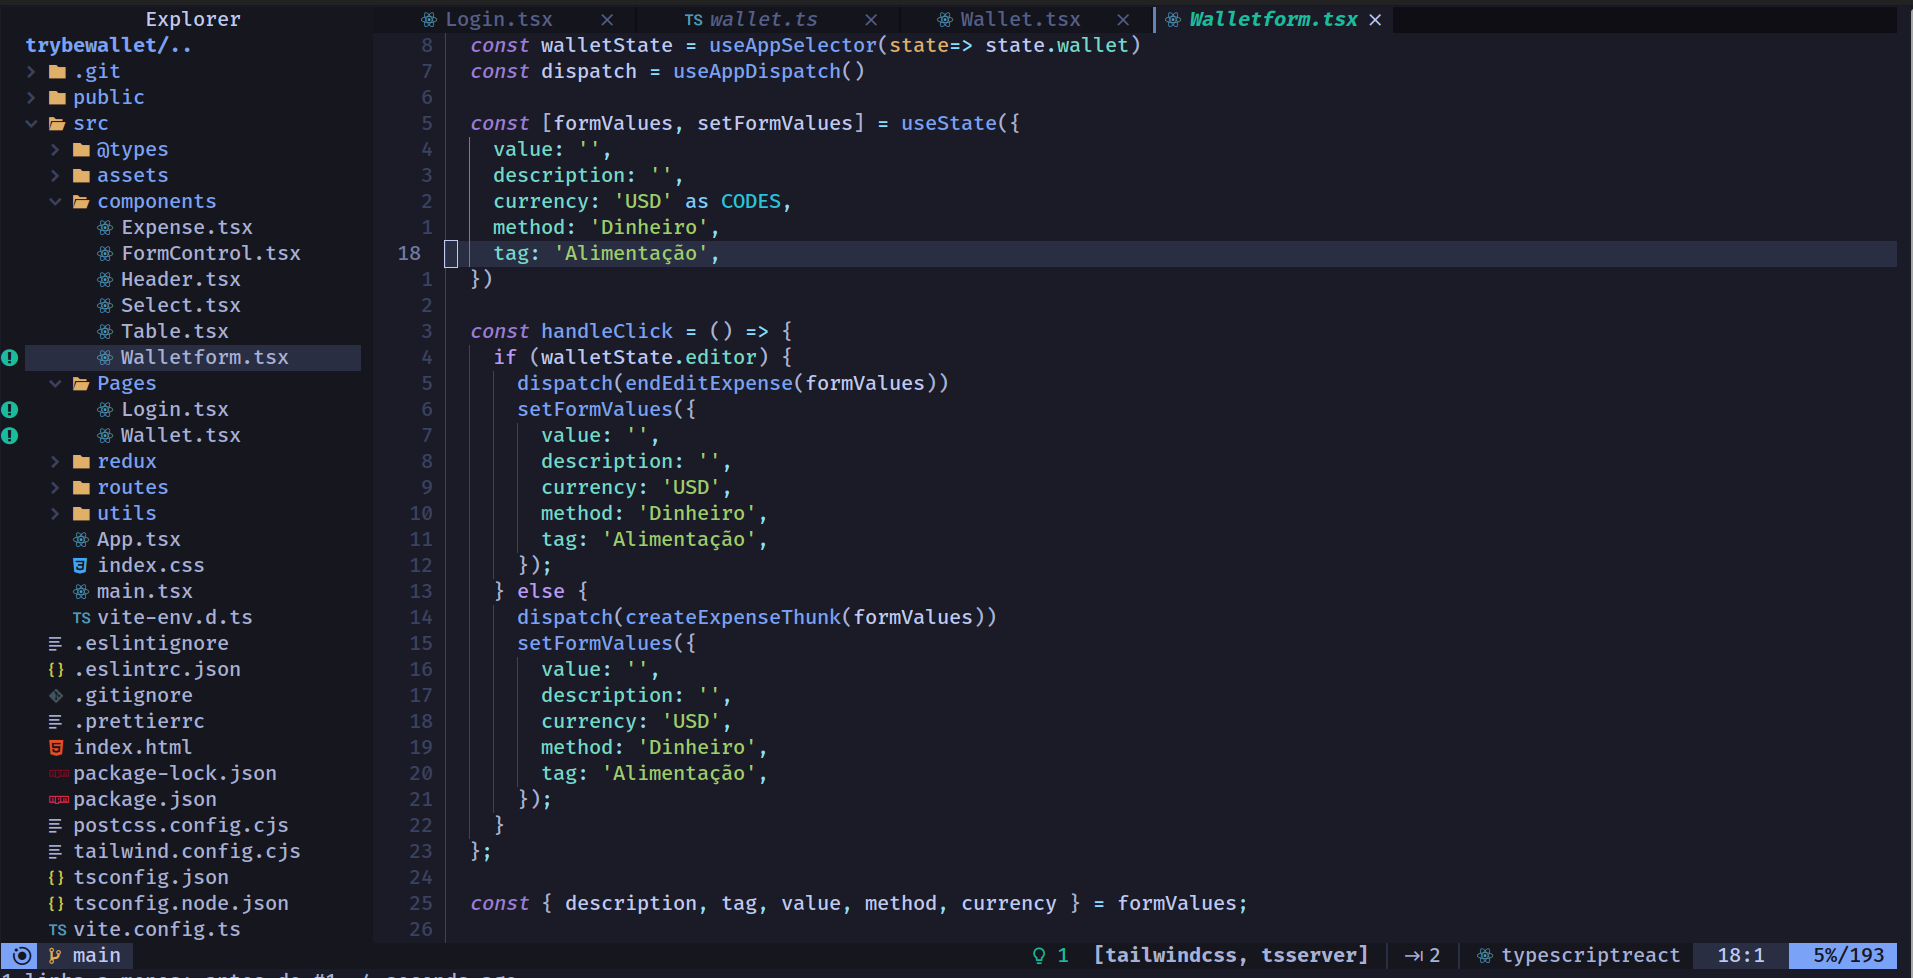 Explorer
trybewallet/..
.git
public
src
@types
assets
components
Expense.tsx
FormControl.tsx
Header.tsx
Select.tsx
Table.tsx
Walletform.tsx
Pages
Login.tsx
Wallet.tsx
redux
routes
utils
App.tsx
index.css
main.tsx
TS vite-env.d.ts
.eslintignore
{} .eslintrc.json
.gitignore
.prettierrc
index.html
package-lock.json
package.json
postcss.config.cjs
tailwind.config.cjs
{} tsconfig.json
{} tsconfig.node.json
TS vite.config.ts
Login.tsx × TS wallet.ts × Wallet.tsx × Walletform.tsx ×
8 const walletState = useAppSelector(state=> state.wallet)
7 const dispatch = useAppDispatch()
6
5 const [formValues, setFormValues] = useState({
4 value: '',
3 description: '',
2 currency: 'USD' as CODES,
1 method: 'Dinheiro',
18 tag: 'Alimentação',
1 })
2
3 const handleClick = () => {
4 if (walletState.editor) {
5 dispatch(endEditExpense(formValues))
6 setFormValues({
7 value: '',
8 description: '',
9 currency: 'USD',
10 method: 'Dinheiro',
11 tag: 'Alimentação',
12 });
13 } else {
14 dispatch(createExpenseThunk(formValues))
15 setFormValues({
16 value: '',
17 description: '',
18 currency: 'USD',
19 method: 'Dinheiro',
20 tag: 'Alimentação',
21 });
22 }
23 };
24
25 const { description, tag, value, method, currency } = formValues;
26
main 1 [tailwindcss, tsserver] 2 typescriptreact 18:1 5%/193